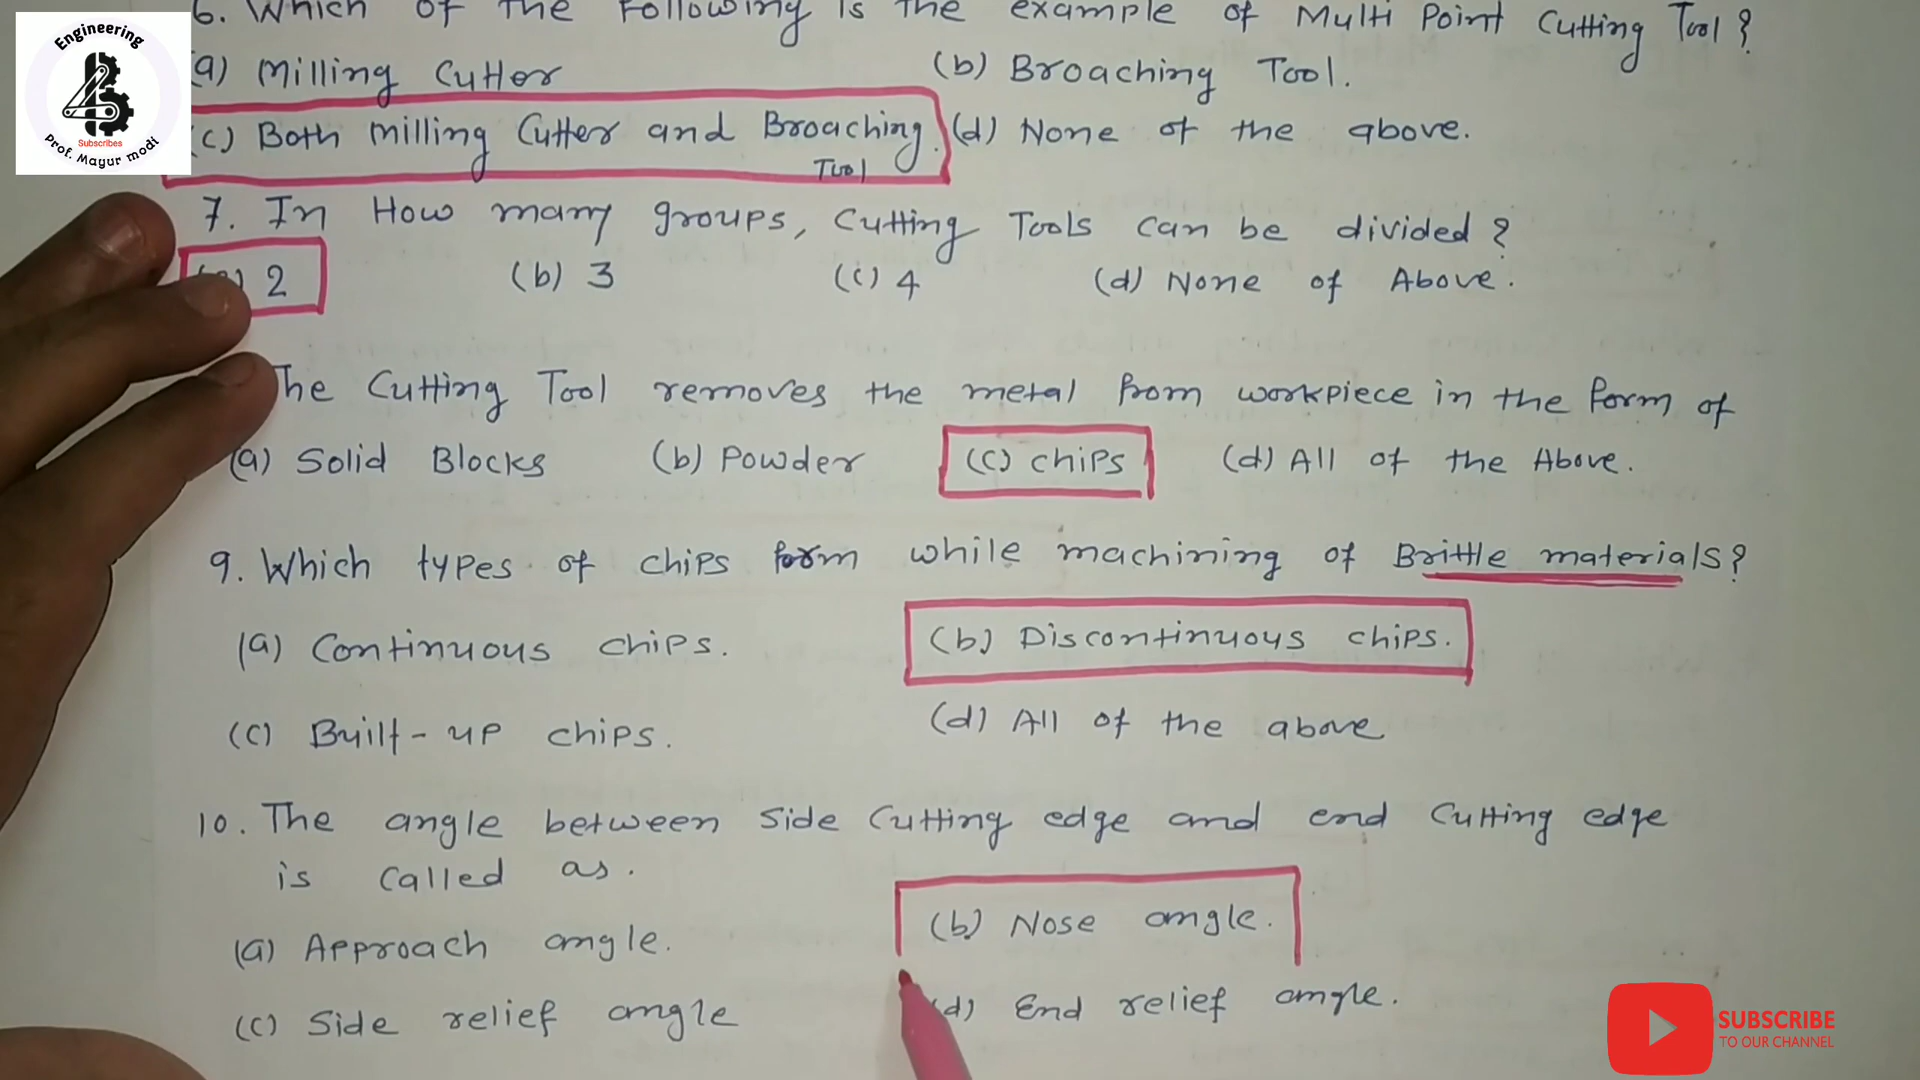 Engineering
Subscribes
Prof. Mayur modi
6. Which of the Following is the example of Multi Point Cutting Tool?
(a) Milling Cutter (b) Broaching Tool.
(c) Both milling Cutter and Broaching. (d) None of the above.
Tool
7. In How many groups, Cutting Tools can be divided?
2 (b) 3 (c) 4 (d) None of Above.
The Cutting Tool removes the metal from workpiece in the form of
(a) Solid Blocks (b) Powder (c) chips (d) All of the Above.
9. Which types of chips form while machining of Brittle materials?
(a) Continuous chips. (b) Discontinuous chips.
(c) Built-up chips. (d) All of the above
10. The angle between side Cutting edge and end Cutting edge
is called as.
(a) Approach angle. (b) Nose angle.
(c) Side relief angle (d) End relief angle.
SUBSCRIBE
TO OUR CHANNEL